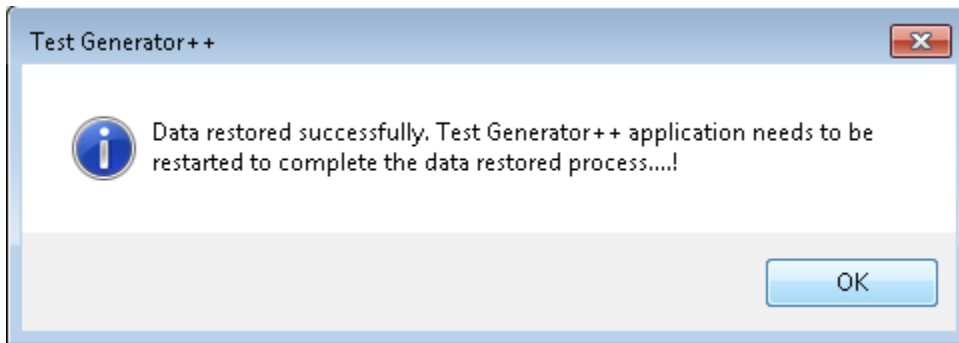 Test Generator++
Data restored successfully. Test Generator++ application needs to be
restarted to complete the data restored process....!
OK